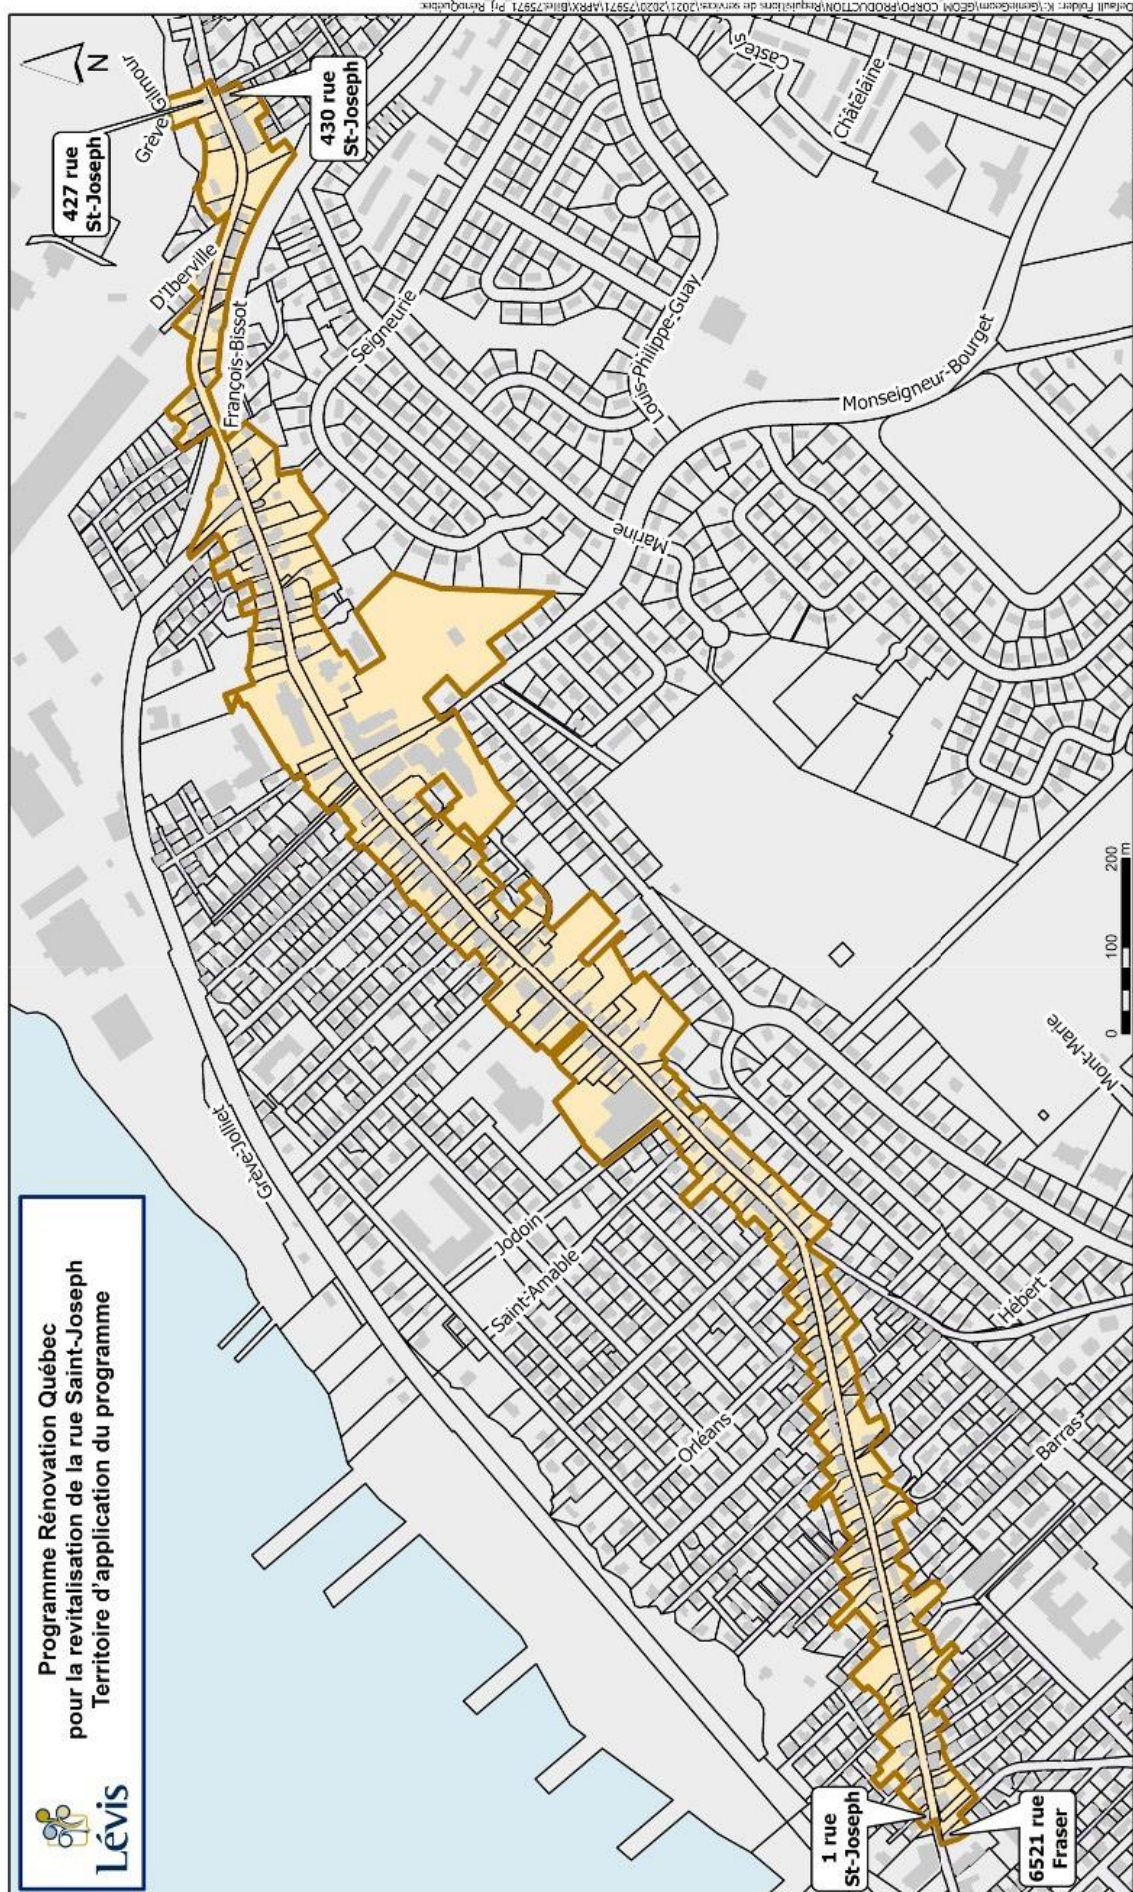 Lévis
Programme Rénovation Québec
pour la revitalisation de la rue Saint-Joseph
Territoire d'application du programme
427 rue
St-Joseph
430 rue
St-Joseph
N
Grève-Gilmour
D'Iberville
François-Bissot
Seigneurie
Louis-Philippe-Guay
Châtelaine
Monseigneur-Bourget
Marine
Grève-Jolliet
Jodoin
Saint-Amable
Orléans
Mont-Marie
Hébert
Barras
1 rue
St-Joseph
6521 rue
Fraser
0 100 200
m